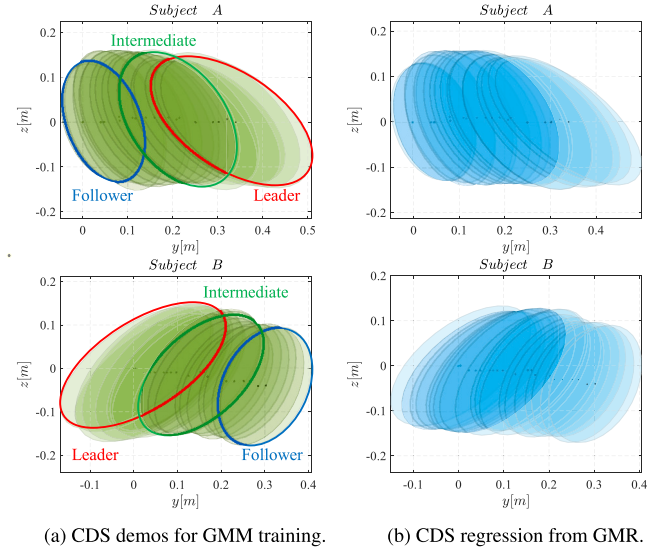 Subject A
Subject A
0.2
0.1
0
-0.1
-0.2
z[m]
Intermediate
Follower
Leader
0
0.1
0.2
0.3
0.4
0.5
y[m]
0.2
0.1
0
-0.1
-0.2
z[m]
0
0.1
0.2
0.3
0.4
y[m]
Subject B
Subject B
0.2
0.1
0
-0.1
-0.2
z[m]
Intermediate
Leader
Follower
-0.1
0
0.1
0.2
0.3
0.4
y[m]
0.2
0.1
0
-0.1
-0.2
z[m]
-0.1
0
0.1
0.2
0.3
0.4
y[m]
(a) CDS demos for GMM training.
(b) CDS regression from GMR.